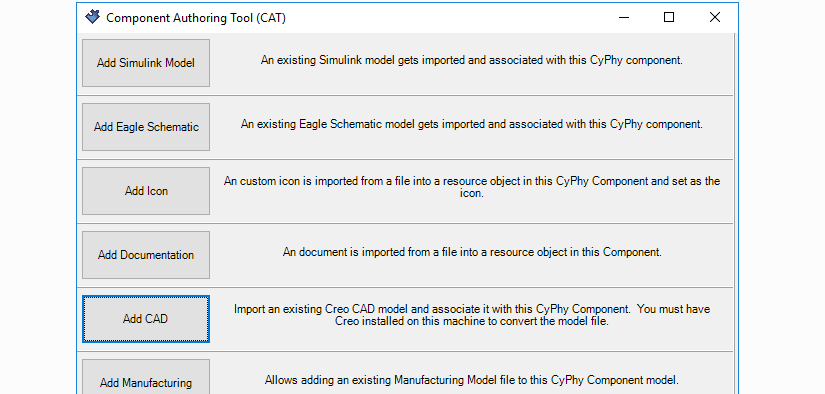 Component Authoring Tool (CAT)
Add Simulink Model
An existing Simulink model gets imported and associated with this CyPhy component.
Add Eagle Schematic
An existing Eagle Schematic model gets imported and associated with this CyPhy component.
Add Icon
An custom icon is imported from a file into a resource object in this CyPhy Component and set as the
icon.
Add Documentation
An document is imported from a file into a resource object in this Component.
Add CAD
Import an existing Creo CAD model and associate it with this CyPhy Component.  You must have
Creo installed on this machine to convert the model file.
Add Manufacturing
Allows adding an existing Manufacturing Model file to this CyPhy Component model.